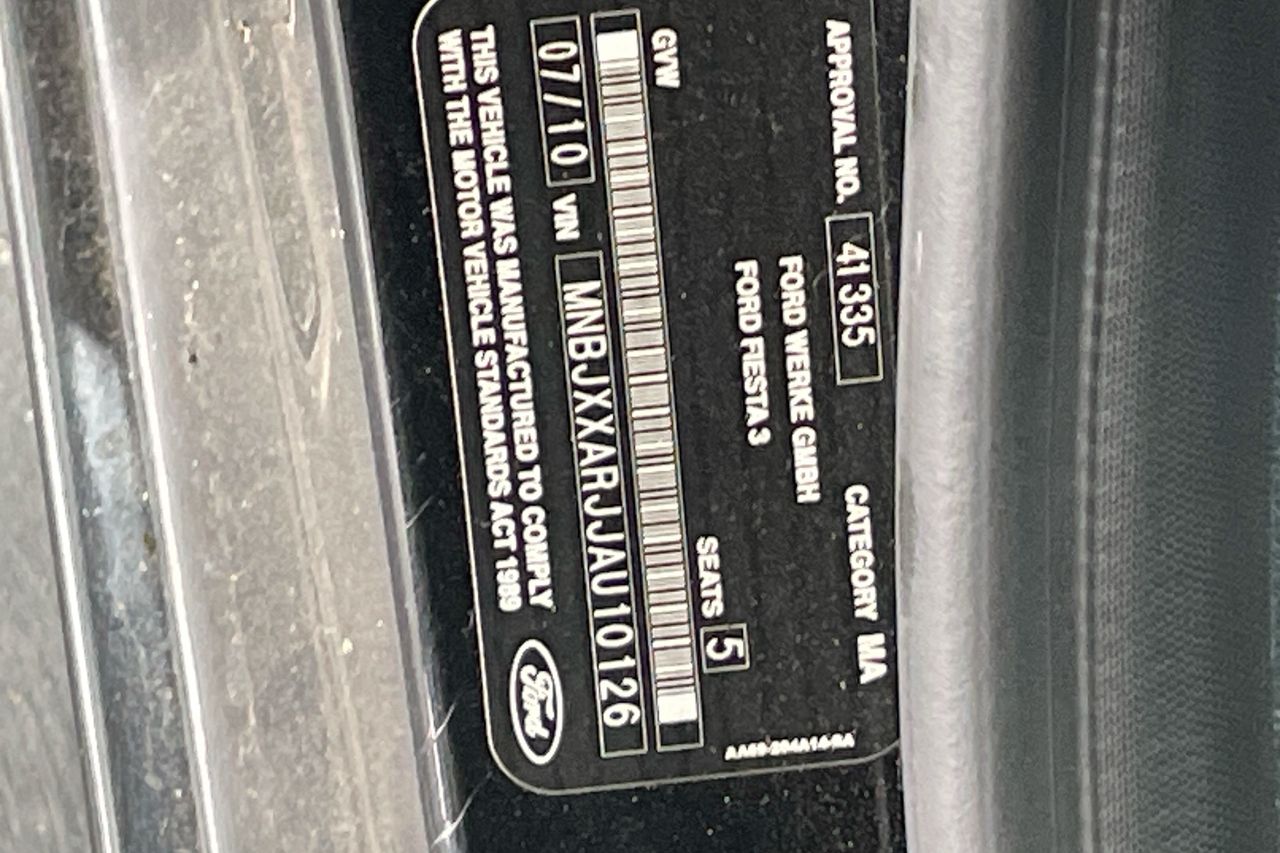 APPROVAL NO. 41335 CATEGORY MA
FORD WERKE GMBH
FORD FIESTA 3
GVW SEATS 5
07/10 VIN MNBJXXARJJAU10126
THIS VEHICLE WAS MANUFACTURED TO COMPLY
WITH THE MOTOR VEHICLE STANDARDS ACT 1989
Ford